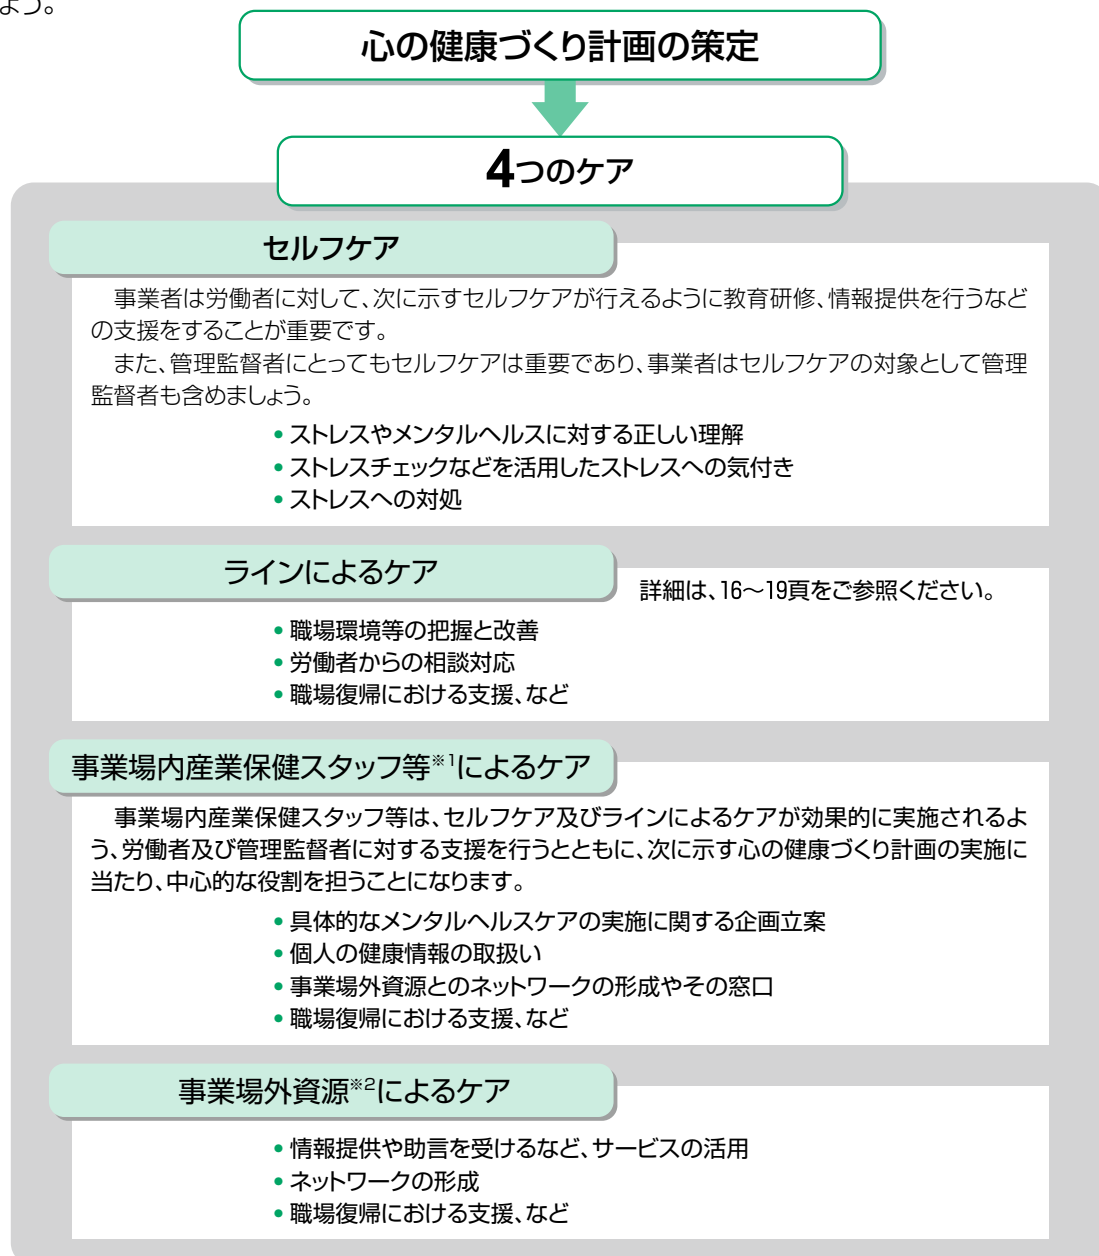 よう。
心の健康づくり計画の策定
4つのケア
セルフケア
事業者は労働者に対して、次に示すセルフケアが行えるように教育研修、情報提供を行うなど
の支援をすることが重要です。
また、管理監督者にとってもセルフケアは重要であり、事業者はセルフケアの対象として管理
監督者も含めましょう。
• ストレスやメンタルヘルスに対する正しい理解
• ストレスチェックなどを活用したストレスへの気付き
• ストレスへの対処
ラインによるケア
詳細は、16〜19頁をご参照ください。
• 職場環境等の把握と改善
• 労働者からの相談対応
• 職場復帰における支援、など
事業場内産業保健スタッフ等※1によるケア
事業場内産業保健スタッフ等は、セルフケア及びラインによるケアが効果的に実施されるよ
う、労働者及び管理監督者に対する支援を行うとともに、次に示す心の健康づくり計画の実施に
当たり、中心的な役割を担うことになります。
• 具体的なメンタルヘルスケアの実施に関する企画立案
• 個人の健康情報の取扱い
• 事業場外資源とのネットワークの形成やその窓口
• 職場復帰における支援、など
事業場外資源※2によるケア
• 情報提供や助言を受けるなど、サービスの活用
• ネットワークの形成
• 職場復帰における支援、など